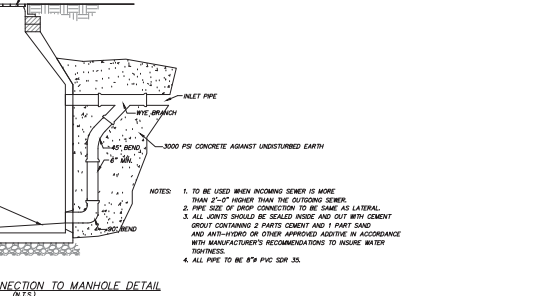 INLET PIPE
WYE BRANCH
45° BEND
3000 PSI CONCRETE AGIANST UNDISTURBED EARTH
6" MIN.
NOTES: 1. TO BE USED WHEN INCOMING SEWER IS MORE
THAN 2'-0" HIGHER THAN THE OUTGOING SEWER.
2. PIPE SIZE OF DROP CONNECTION TO BE SAME AS LATERAL.
3. ALL JOINTS SHOULD BE SEALED INSIDE AND OUT WITH CEMENT
GROUT CONTAINING 2 PARTS CEMENT AND 1 PART SAND
AND ANTI-HYDRO OR OTHER APPROVED ADDITIVE IN ACCORDANCE
WITH MANUFACTURER'S RECOMMENDATIONS TO INSURE WATER
TIGHTNESS.
4. ALL PIPE TO BE 8"ø PVC SDR 35.
90° BEND
NECTION TO MANHOLE DETAIL
(N.T.S.)